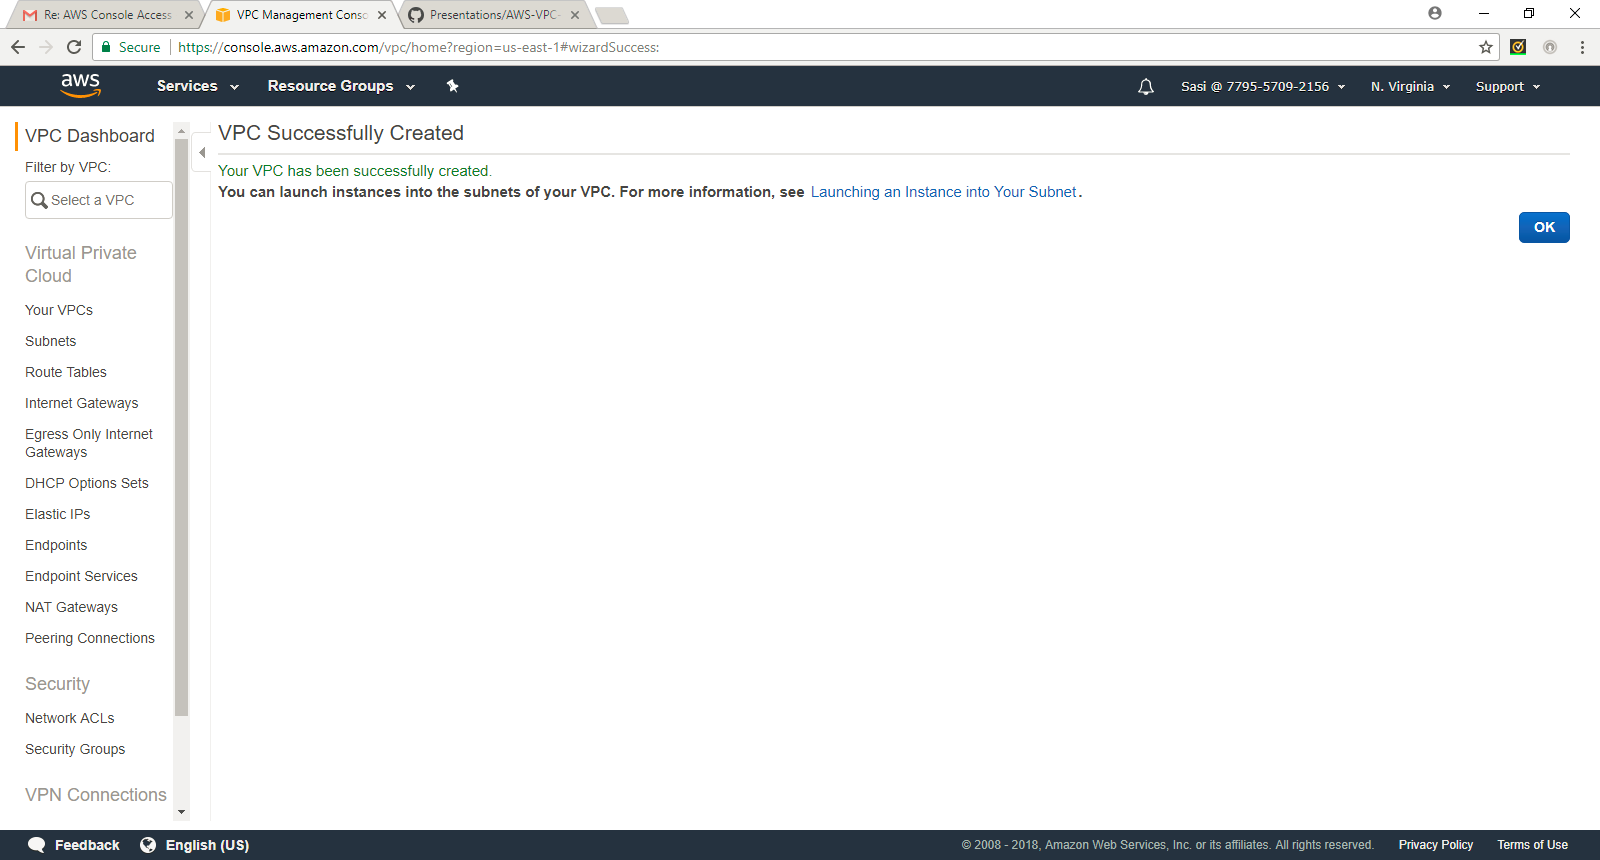 Re: AWS Console Access
VPC Management Conso
Presentations/AWS-VPC-
Secure
https://console.aws.amazon.com/vpc/home?region=us-east-1#wizardSuccess:
aws
Services
Resource Groups
Sasi @ 7795-5709-2156
N. Virginia
Support
VPC Dashboard
Filter by VPC:
Select a VPC
Virtual Private
Cloud
Your VPCs
Subnets
Route Tables
Internet Gateways
Egress Only Internet
Gateways
DHCP Options Sets
Elastic IPs
Endpoints
Endpoint Services
NAT Gateways
Peering Connections
Security
Network ACLs
Security Groups
VPN Connections
VPC Successfully Created
Your VPC has been successfully created.
You can launch instances into the subnets of your VPC. For more information, see Launching an Instance into Your Subnet.
OK
Feedback
English (US)
© 2008 - 2018, Amazon Web Services, Inc. or its affiliates. All rights reserved.
Privacy Policy
Terms of Use